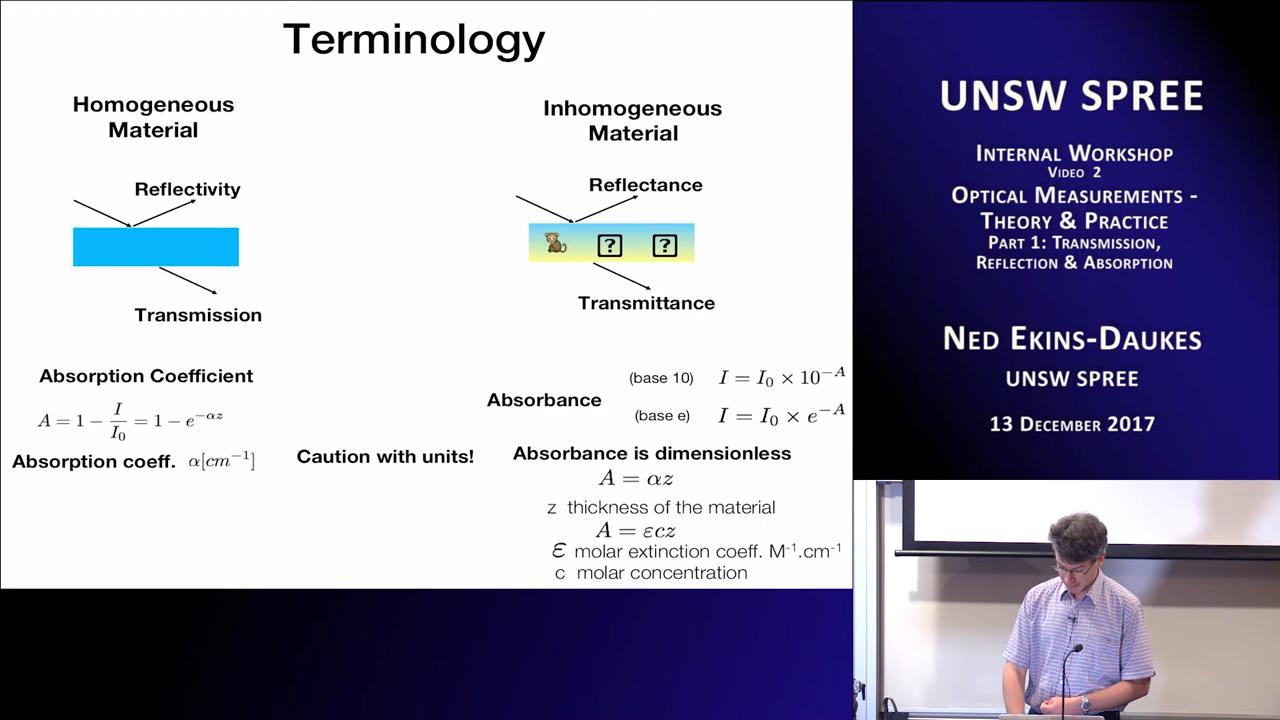 Terminology
Homogeneous
Material
Reflectivity
Transmission
Absorption Coefficient
A = 1 − I/I₀ = 1 − e^{−αz}
Absorption coeff. α[cm⁻¹]
Caution with units!
Inhomogeneous
Material
Reflectance
? ?
Transmittance
(base 10) I = I₀ × 10^{−A}
Absorbance
(base e) I = I₀ × e^{−A}
Absorbance is dimensionless
A = αz
z thickness of the material
A = εcz
ε molar extinction coeff. M⁻¹.cm⁻¹
c molar concentration
UNSW SPREE
Internal Workshop
Video 2
Optical Measurements -
Theory & Practice
Part 1: Transmission,
Reflection & Absorption
Ned Ekins-Daukes
UNSW SPREE
13 December 2017